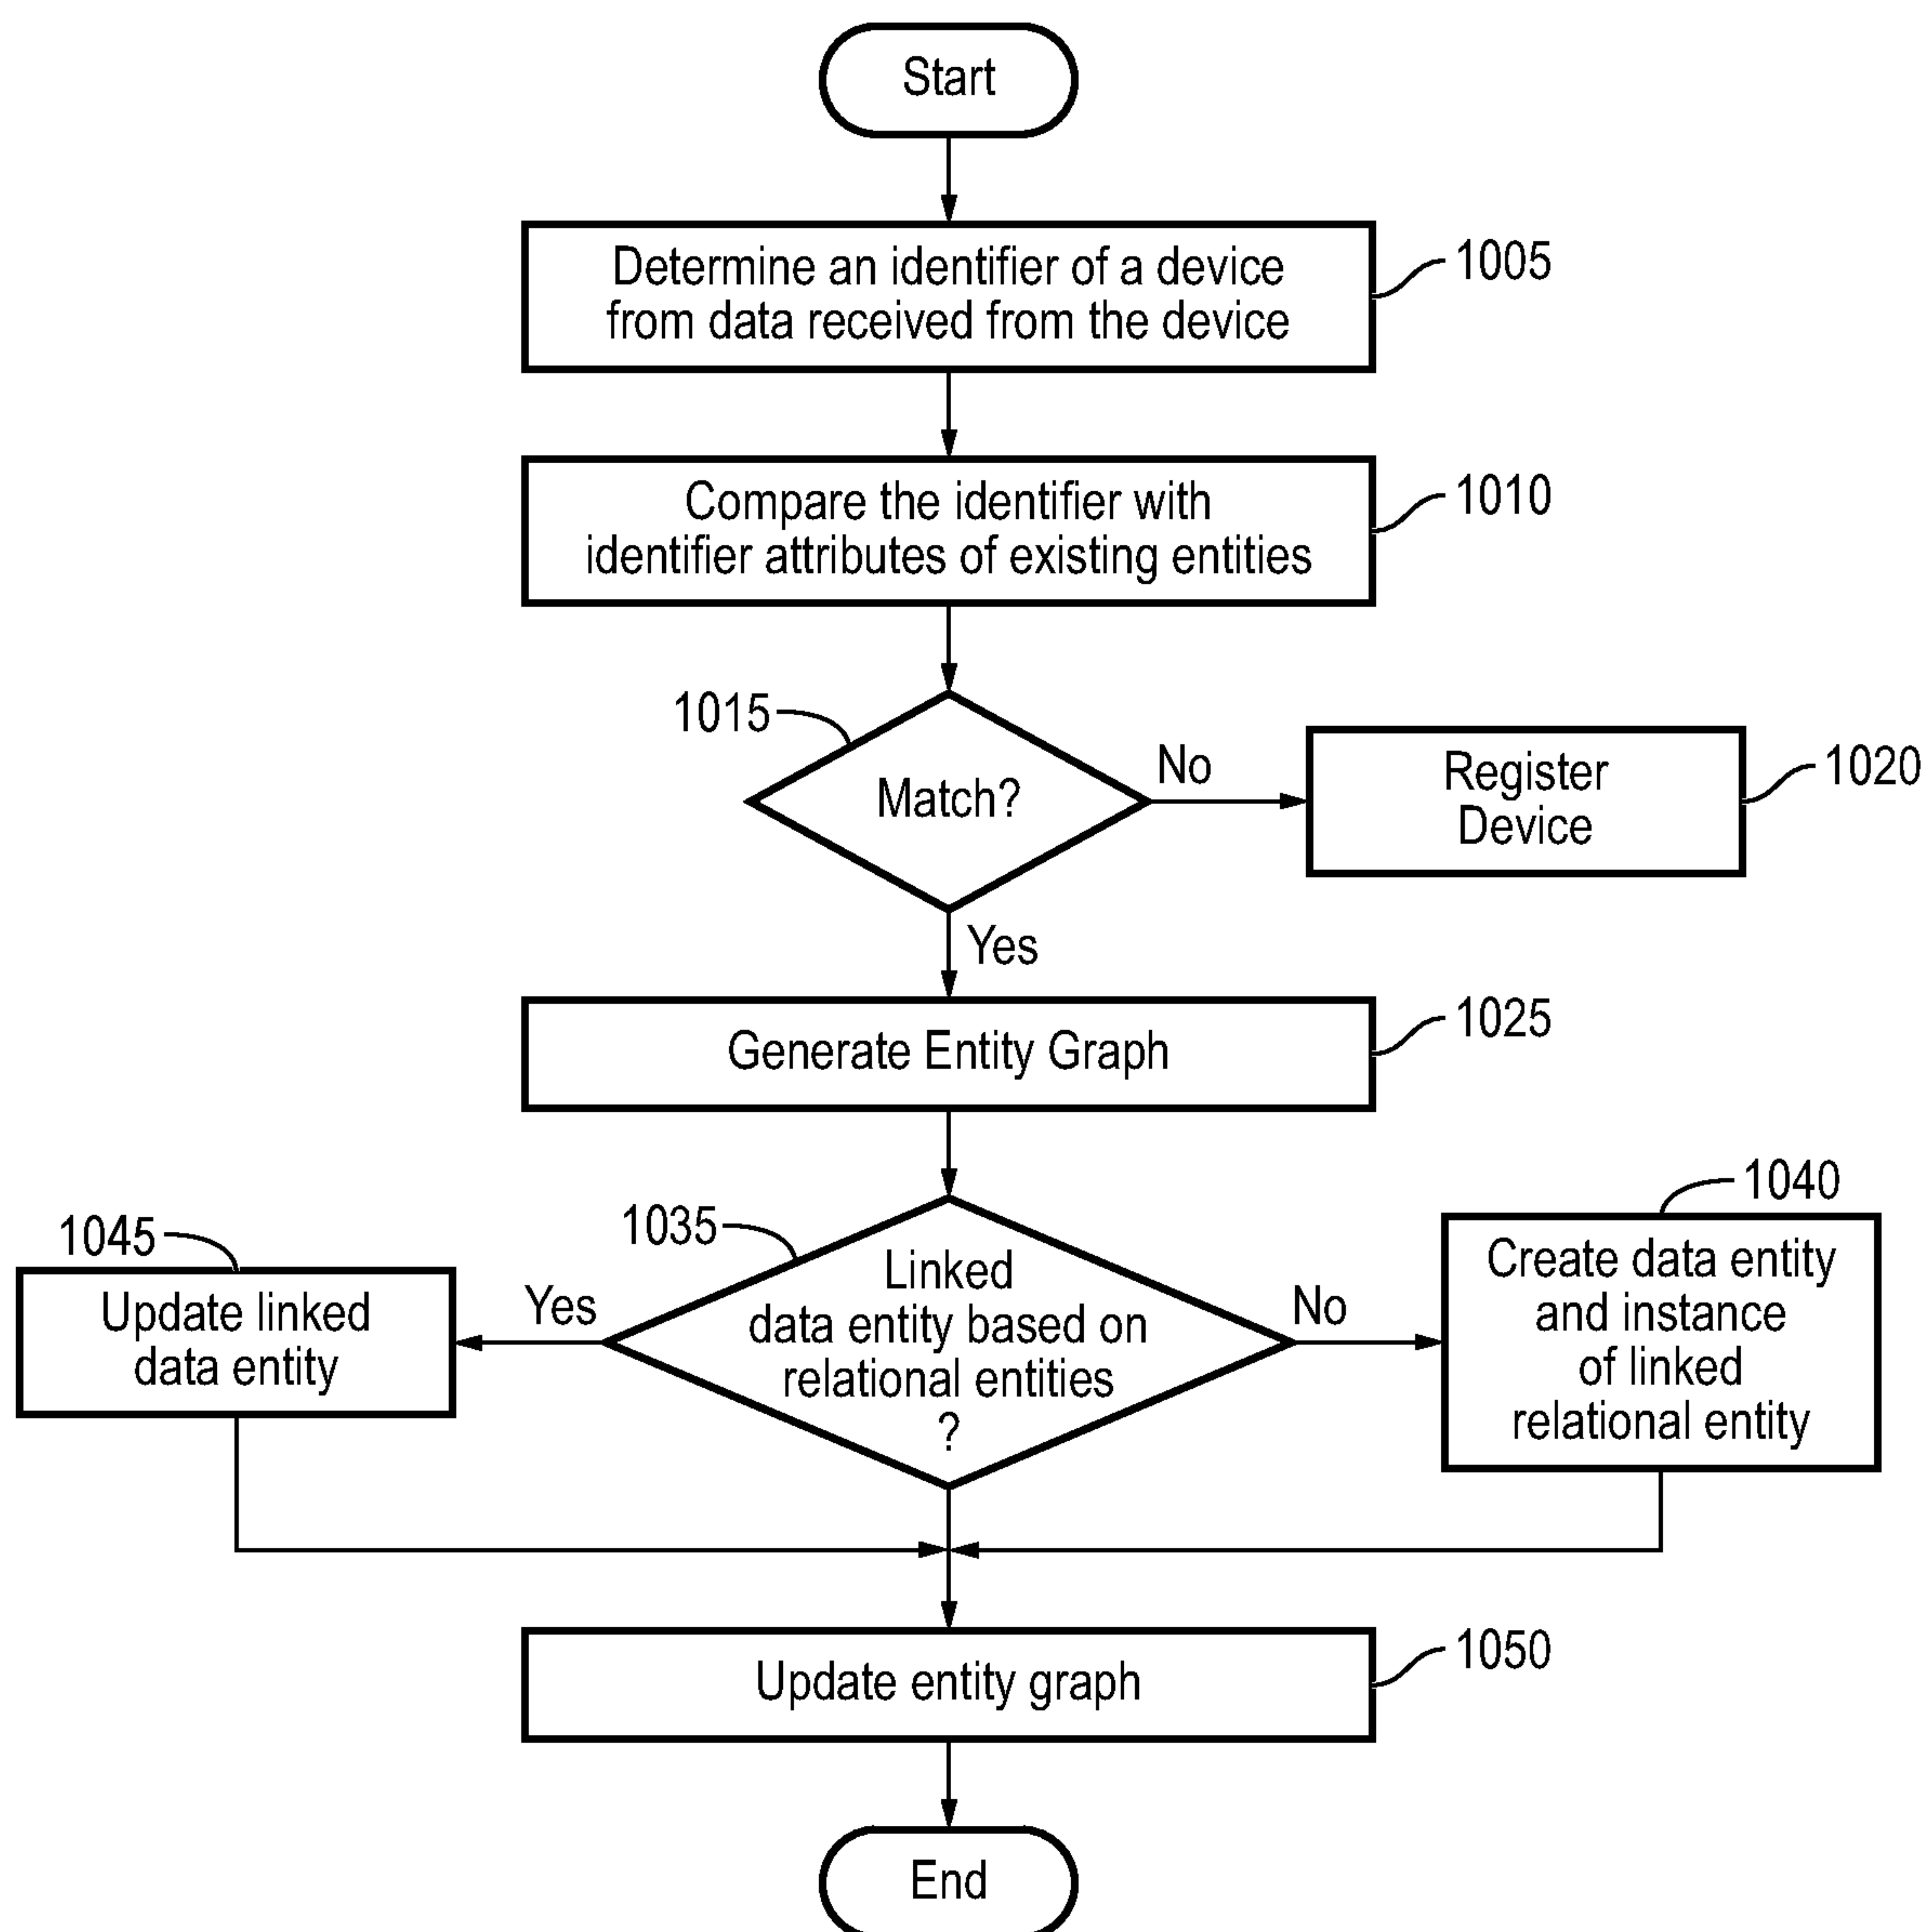 Start
Determine an identifier of a device
from data received from the device
1005
Compare the identifier with
identifier attributes of existing entities
1010
1015
Match?
No
Register
Device
1020
Yes
Generate Entity Graph
1025
1045
Update linked
data entity
Yes
1035
Linked
data entity based on
relational entities
?
No
1040
Create data entity
and instance
of linked
relational entity
Update entity graph
1050
End